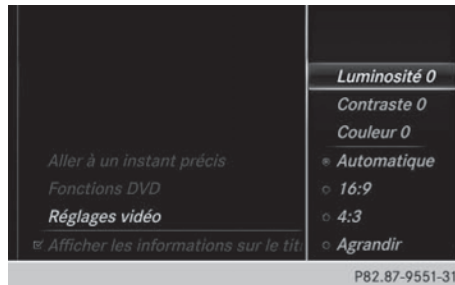 Luminosité 0
Contraste 0
Couleur 0
Automatique
16:9
4:3
Agrandir
Aller à un instant précis
Fonctions DVD
Réglages vidéo
Afficher les informations sur le tit
P82.87-9551-31